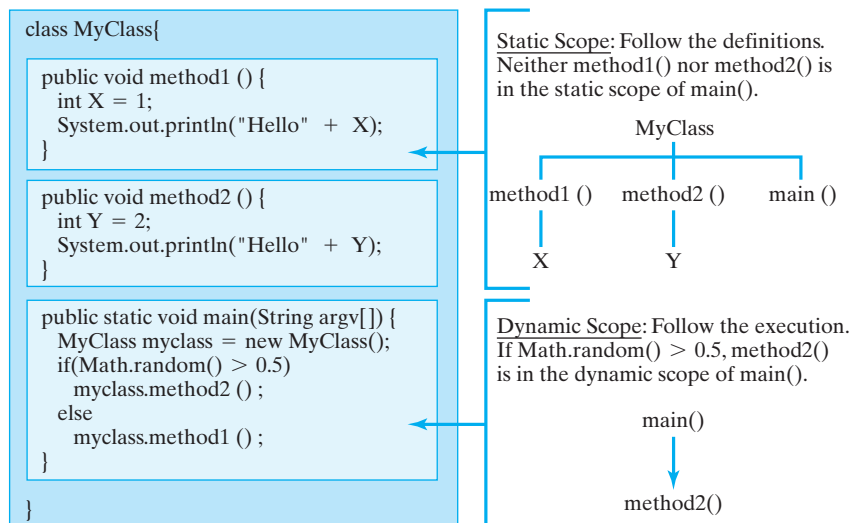 class MyClass{
public void method1 () {
int X = 1;
System.out.println("Hello" + X);
}
public void method2 () {
int Y = 2;
System.out.println("Hello" + Y);
}
public static void main(String argv[]) {
MyClass myclass = new MyClass();
if(Math.random() > 0.5)
myclass.method2 () ;
else
myclass.method1 () ;
}
}
Static Scope: Follow the definitions.
Neither method1() nor method2() is
in the static scope of main().
MyClass
method1 () method2 () main ()
X Y
Dynamic Scope: Follow the execution.
If Math.random() > 0.5, method2()
is in the dynamic scope of main().
main()
method2()